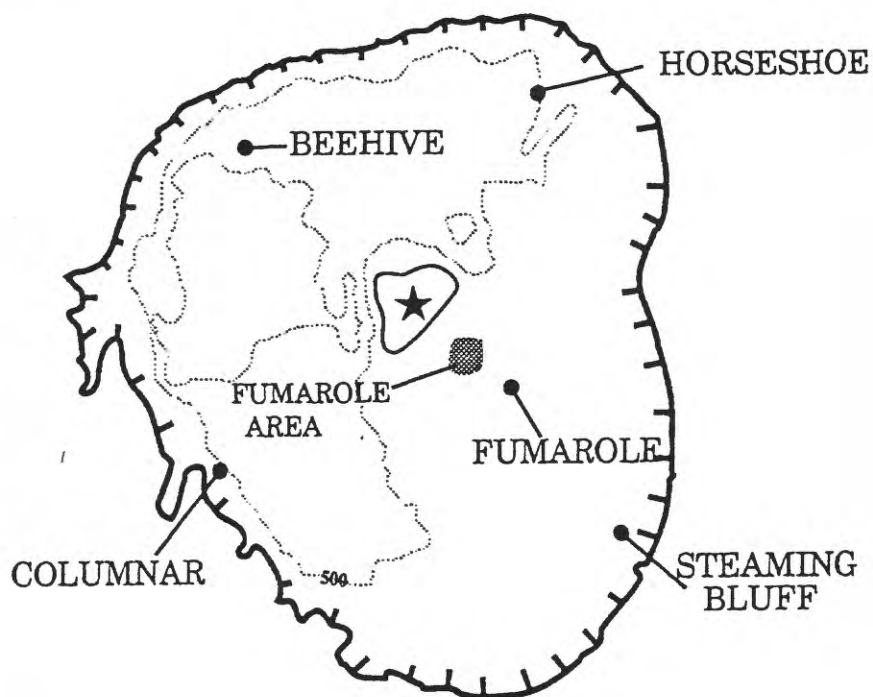 HORSESHOE
BEEHIVE
FUMAROLE
AREA
FUMAROLE
COLUMNAR
500
STEAMING
BLUFF